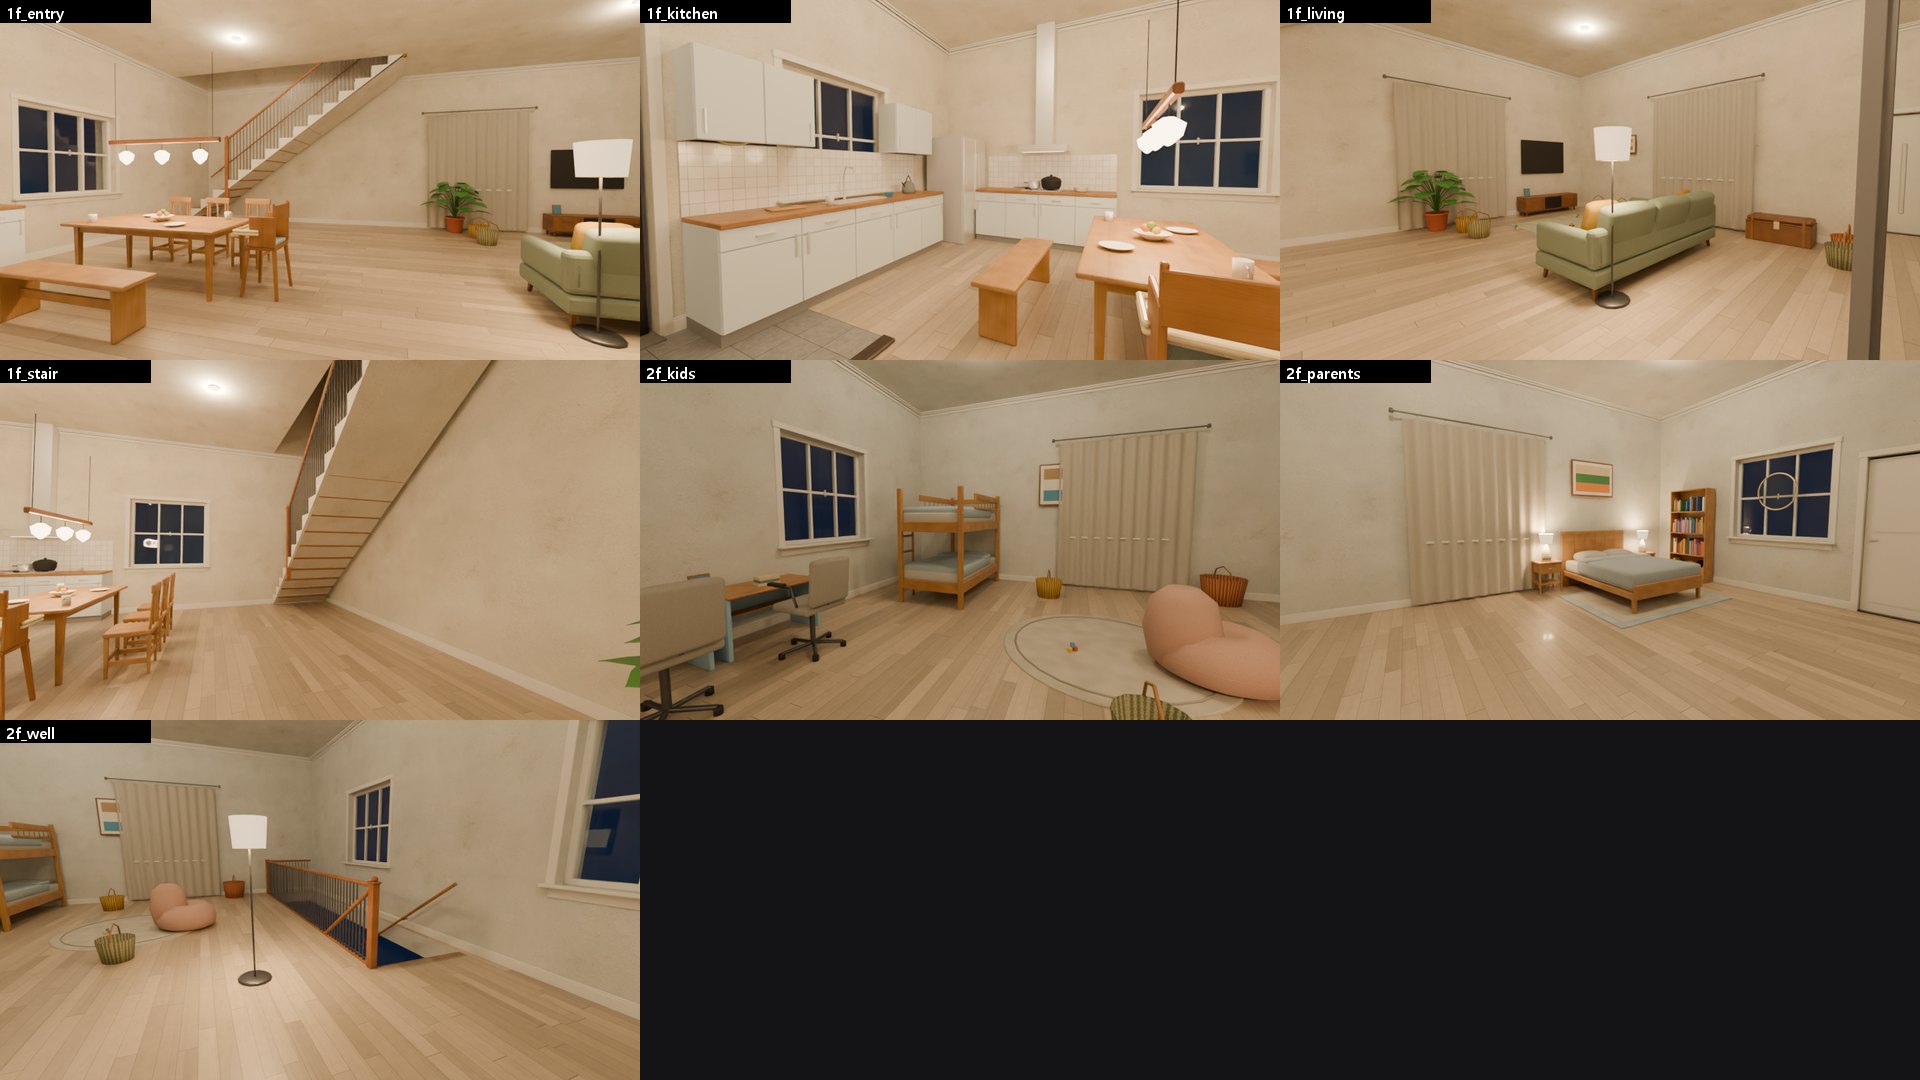 1f_entry
1f_kitchen
1f_living
1f_stair
2f_kids
2f_parents
2f_well